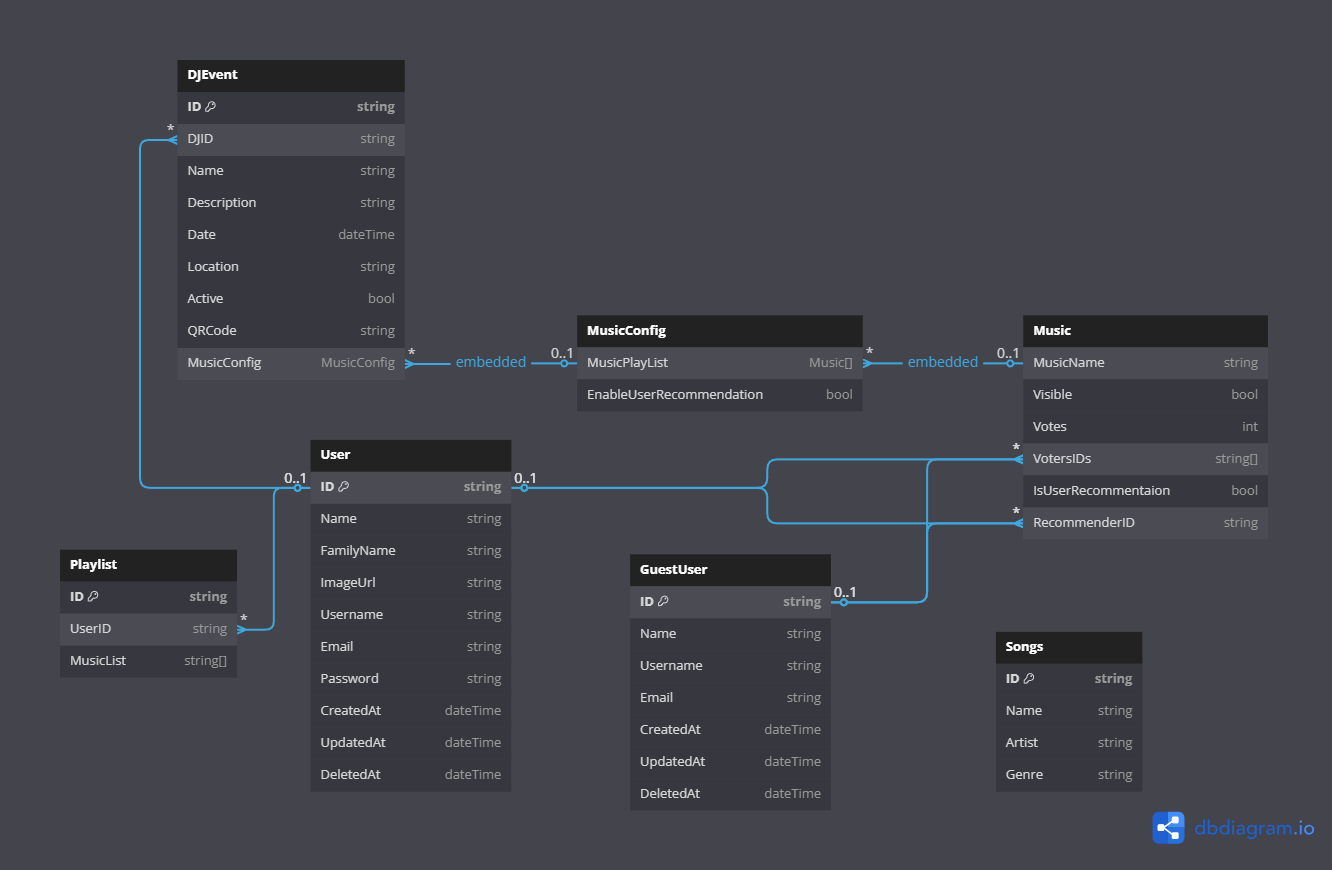 DJEvent
ID string
* DJID string
Name string
Description string
Date dateTime
Location string
Active bool
QRCode string
MusicConfig MusicConfig * embedded 0..1
MusicConfig
MusicPlayList Music[] * embedded 0..1
EnableUserRecommendation bool
Music
MusicName string
Visible bool
Votes int
* VotersIDs string[]
IsUserRecommentaion bool
* RecommenderID string
User
0..1 ID string 0..1
Name string
FamilyName string
ImageUrl string
Username string
Email string
Password string
CreatedAt dateTime
UpdatedAt dateTime
DeletedAt dateTime
Playlist
ID string
UserID string *
MusicList string[]
GuestUser
ID string 0..1
Name string
Username string
Email string
CreatedAt dateTime
UpdatedAt dateTime
DeletedAt dateTime
Songs
ID string
Name string
Artist string
Genre string
dbdiagram.io